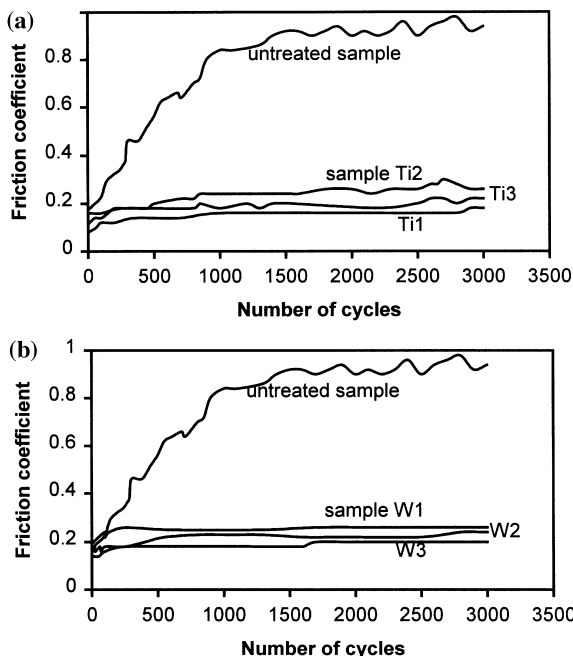 (a)
Friction coefficient
0.8
0.6
0.4
0.2
0
untreated sample
sample Ti2
Ti3
Ti1
0 500 1000 1500 2000 2500 3000 3500
Number of cycles
(b)
Friction coefficient
1
0.8
0.6
0.4
0.2
0
untreated sample
sample W1
W2
W3
0 500 1000 1500 2000 2500 3000 350
Number of cycles